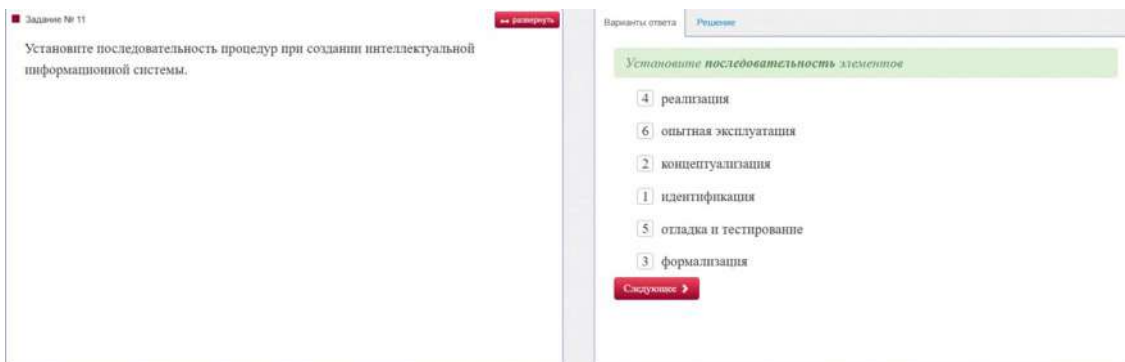 Задание № 11
развернуть
Установите последовательность процедур при создании интеллектуальной
информационной системы.
Варианты ответа
Решение
Установите последовательность элементов
4 реализация
6 опытная эксплуатация
2 концептуализация
1 идентификация
5 отладка и тестирование
3 формализация
Следующее